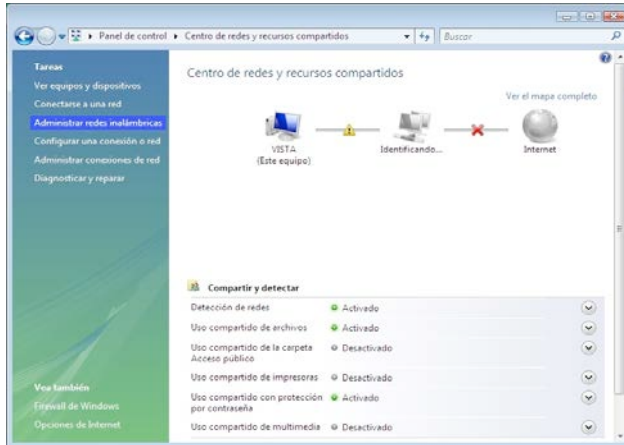 Panel de control ▸ Centro de redes y recursos compartidos
Buscar
Tareas
Ver equipos y dispositivos
Conectarse a una red
Administrar redes inalámbricas
Configurar una conexión o red
Administrar conexiones de red
Diagnosticar y reparar
Vea también
Firewall de Windows
Opciones de Internet
Centro de redes y recursos compartidos
Ver el mapa completo
VISTA
(Este equipo)
Identificando...
Internet
Compartir y detectar
Detección de redes Activado
Uso compartido de archivos Activado
Uso compartido de la carpeta Desactivado
Acceso público
Uso compartido de impresoras Desactivado
Uso compartido con protección Activado
por contraseña
Uso compartido de multimedia Desactivado